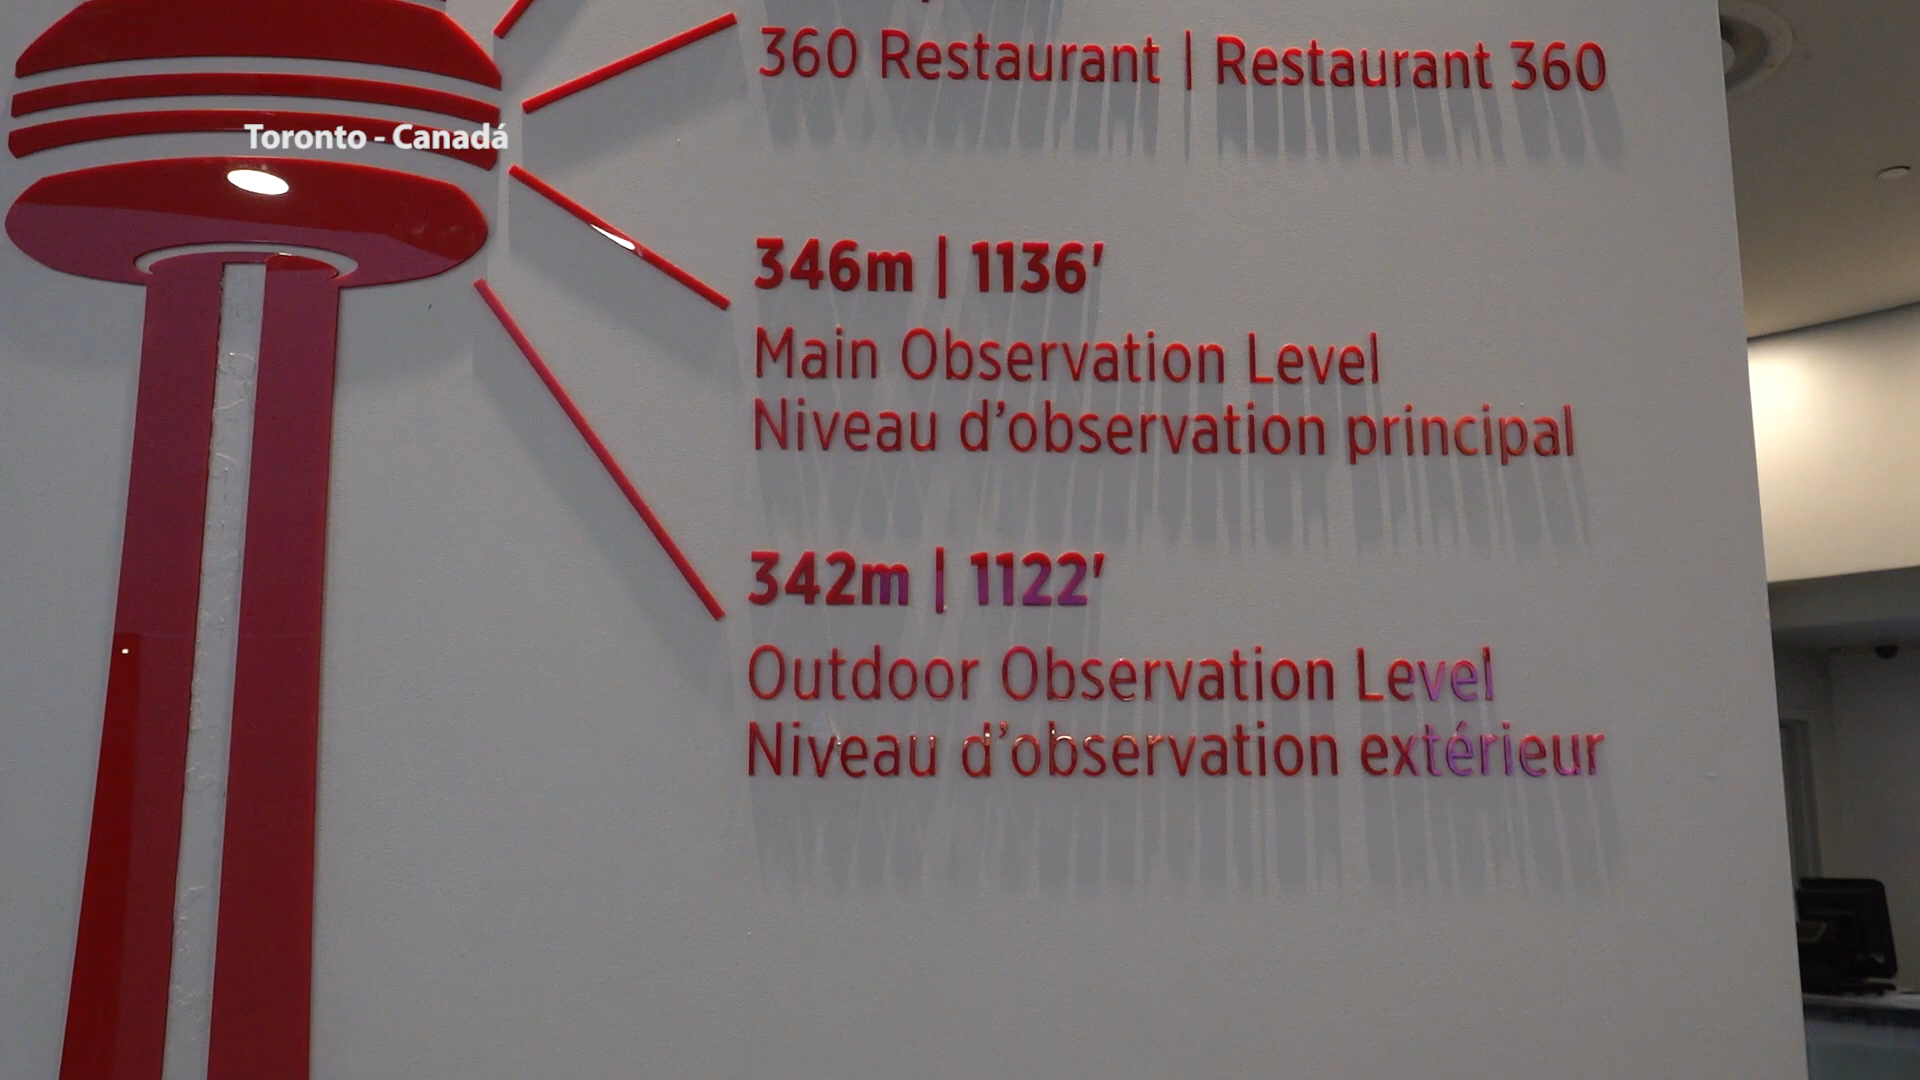 360 Restaurant | Restaurant 360
Toronto - Canadá
346m | 1136'
Main Observation Level
Niveau d'observation principal
342m | 1122'
Outdoor Observation Level
Niveau d'observation extérieur